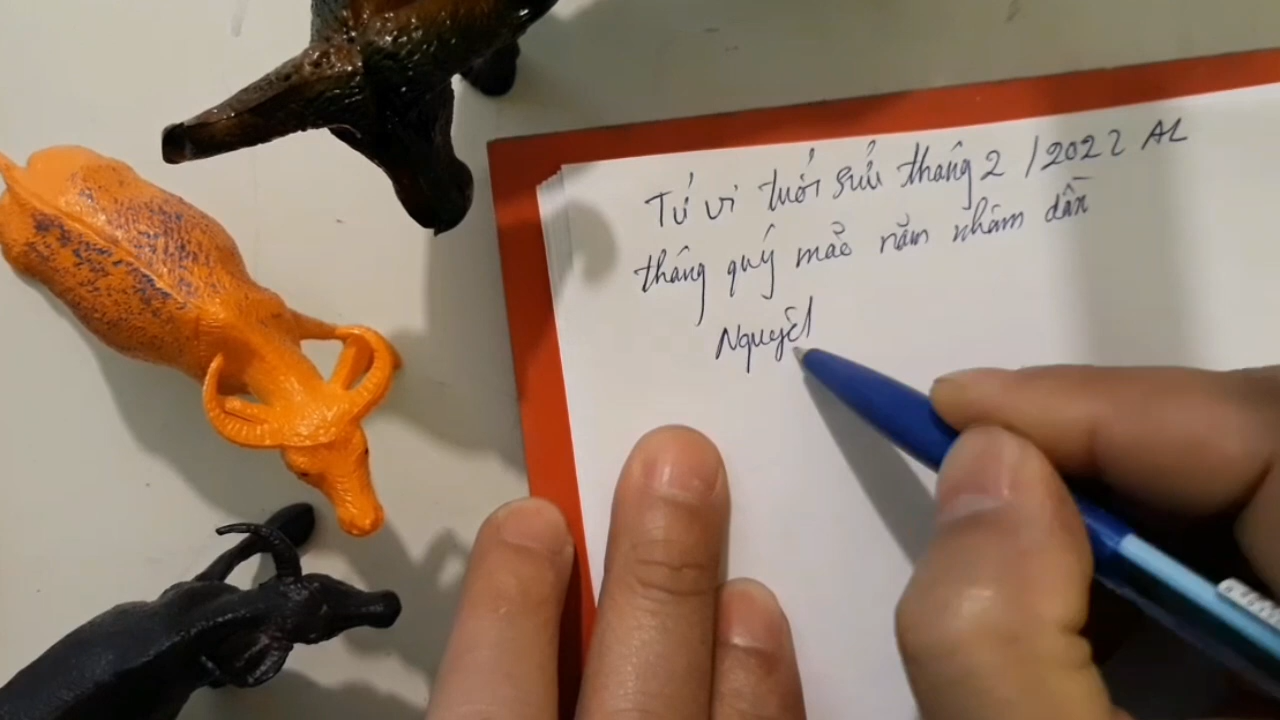 Tử vi tuổi sửu tháng 2 / 2022 AL
tháng quý mão năm nhâm dần
Nguyệt